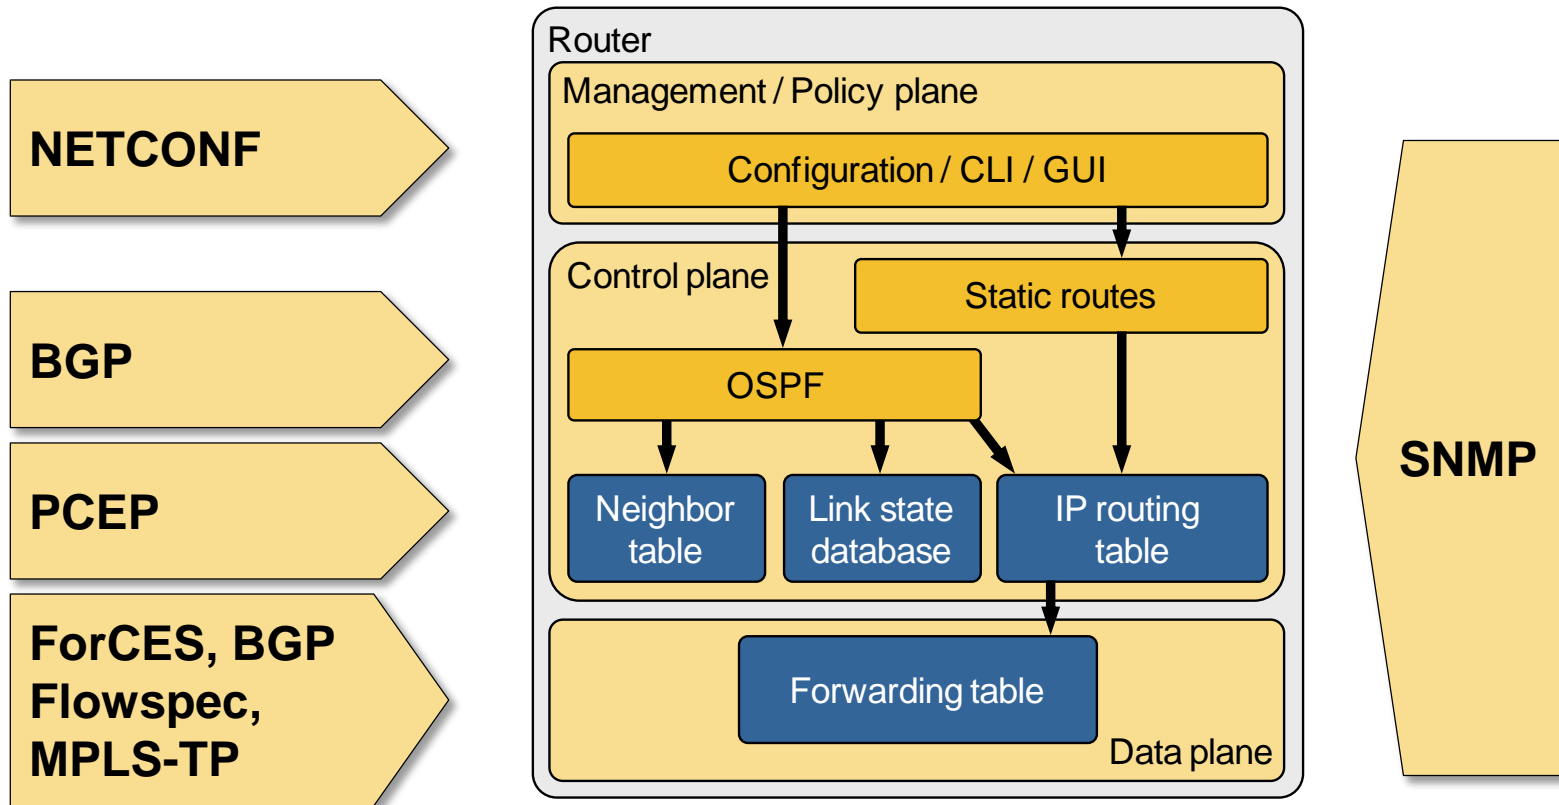 Router
Management / Policy plane
NETCONF
Configuration / CLI / GUI
Control plane
Static routes
BGP
OSPF
SNMP
PCEP
Neighbor
table
Link state
database
IP routing
table
ForCES, BGP
Flowspec,
MPLS-TP
Forwarding table
Data plane